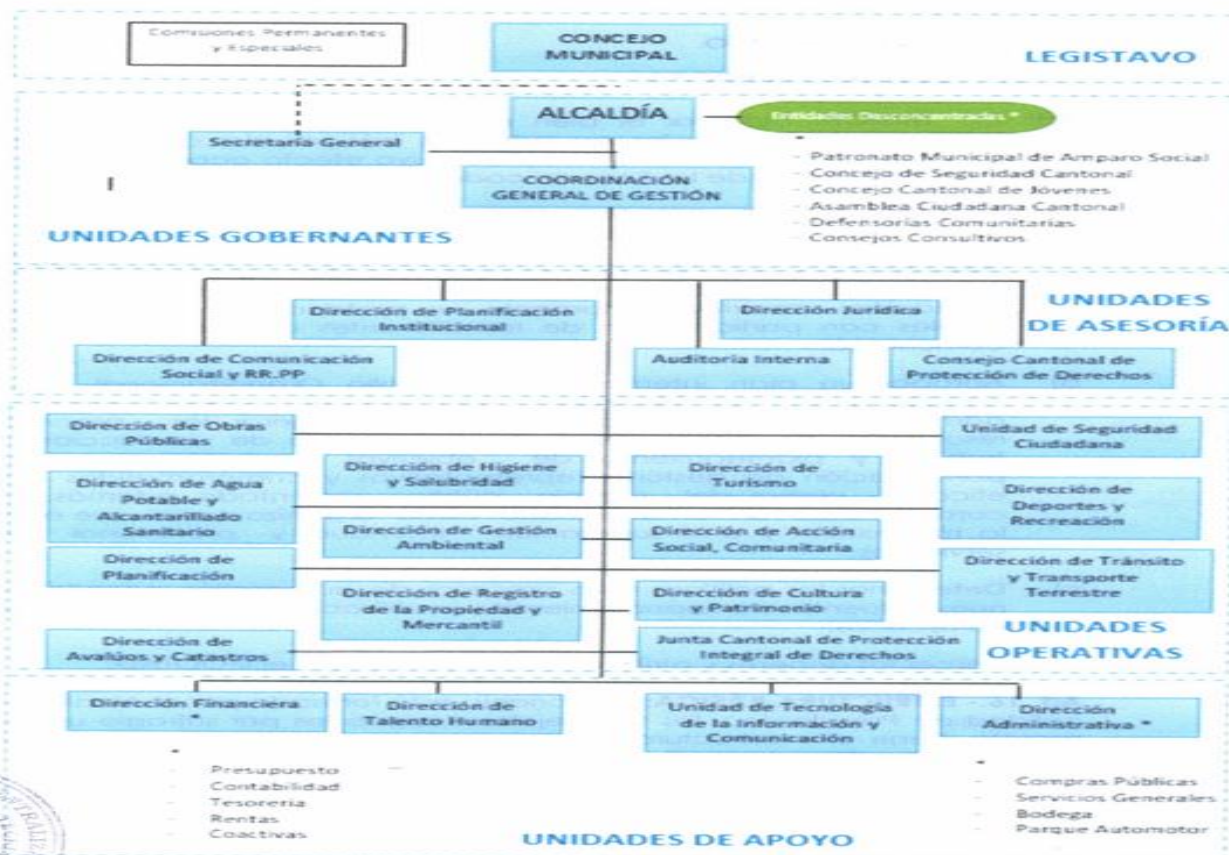 Comisiones Permanentes
y Especiales
CONCEJO
MUNICIPAL
LEGISTAVO
ALCALDÍA
Entidades Desconcentradas *
Secretaría General
*
- Patronato Municipal de Amparo Social
- Concejo de Seguridad Cantonal
- Concejo Cantonal de Jóvenes
- Asamblea Ciudadana Cantonal
- Defensorías Comunitarias
- Consejos Consultivos
COORDINACIÓN
GENERAL DE GESTIÓN
UNIDADES GOBERNANTES
UNIDADES
DE ASESORÍA
Dirección de Planificación
Institucional
Dirección Jurídica
Dirección de Comunicación
Social y RR.PP
Auditoría Interna
Consejo Cantonal de
Protección de Derechos
Dirección de Obras
Públicas
Unidad de Seguridad
Ciudadana
Dirección de Higiene
y Salubridad
Dirección de
Turismo
Dirección de Agua
Potable y
Alcantarillado
Sanitario
Dirección de
Deportes y
Recreación
Dirección de Gestión
Ambiental
Dirección de Acción
Social, Comunitaria
Dirección de
Planificación
Dirección de Tránsito
y Transporte
Terrestre
Dirección de Registro
de la Propiedad y
Mercantil
Dirección de Cultura
y Patrimonio
UNIDADES
OPERATIVAS
Dirección de
Avalúos y Catastros
Junta Cantonal de Protección
Integral de Derechos
Dirección Financiera
*
Dirección de
Talento Humano
Unidad de Tecnología
de la Información y
Comunicación
Dirección
Administrativa *
*
- Presupuesto
- Contabilidad
- Tesorería
- Rentas
- Coactivas
*
- Compras Públicas
- Servicios Generales
- Bodega
- Parque Automotor
UNIDADES DE APOYO